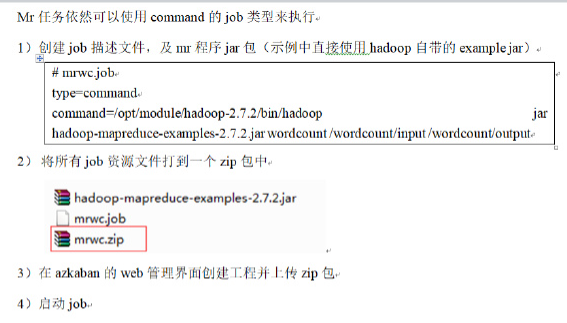 Mr 任务依然可以使用 command 的 job 类型来执行
1）创建 job 描述文件，及 mr 程序 jar 包（示例中直接使用 hadoop 自带的 example jar）
# mrwc.job
type=command
command=/opt/module/hadoop-2.7.2/bin/hadoop jar
hadoop-mapreduce-examples-2.7.2.jar wordcount /wordcount/input /wordcount/output
2） 将所有 job 资源文件打到一个 zip 包中
hadoop-mapreduce-examples-2.7.2.jar
mrwc.job
mrwc.zip
3）在 azkaban 的 web 管理界面创建工程并上传 zip 包
4）启动 job